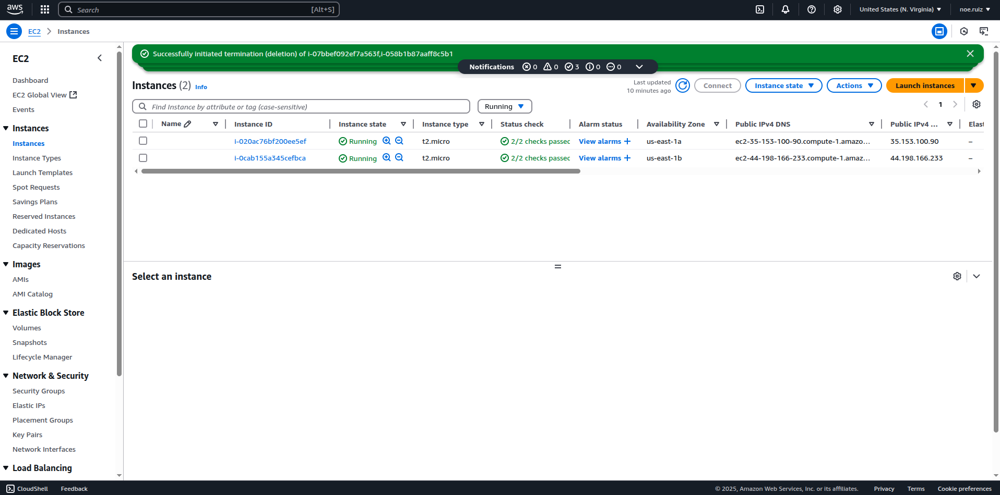 aws Search [Alt+S] United States (N. Virginia) noe.ruiz
EC2 Instances
EC2
Dashboard
EC2 Global View
Events
Instances
Instances
Instance Types
Launch Templates
Spot Requests
Savings Plans
Reserved Instances
Dedicated Hosts
Capacity Reservations
Images
AMIs
AMI Catalog
Elastic Block Store
Volumes
Snapshots
Lifecycle Manager
Network & Security
Security Groups
Elastic IPs
Placement Groups
Key Pairs
Network Interfaces
Load Balancing
Successfully initiated termination (deletion) of i-07bbef092ef7a563f,i-058b1b87aaff8c5b1
Notifications 0 0 3 0 0
Instances (2) Info
Last updated
10 minutes ago
Connect Instance state Actions Launch instances
Find Instance by attribute or tag (case-sensitive) Running 1
Name Instance ID Instance state Instance type Status check Alarm status Availability Zone Public IPv4 DNS Public IPv4 ... Elast
i-020ac76bf200ee5ef Running t2.micro 2/2 checks passec View alarms + us-east-1a ec2-35-153-100-90.compute-1.amazo... 35.153.100.90 –
i-0cab155a345cefbca Running t2.micro 2/2 checks passec View alarms + us-east-1b ec2-44-198-166-233.compute-1.amaz... 44.198.166.233 –
Select an instance
CloudShell Feedback © 2025, Amazon Web Services, Inc. or its affiliates. Privacy Terms Cookie preferences